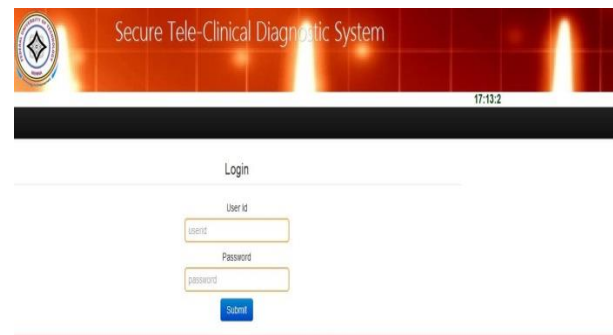 Secure Tele-Clinical Diagnostic System
17:13:2
Login
User id
userid
Password
password
Submit